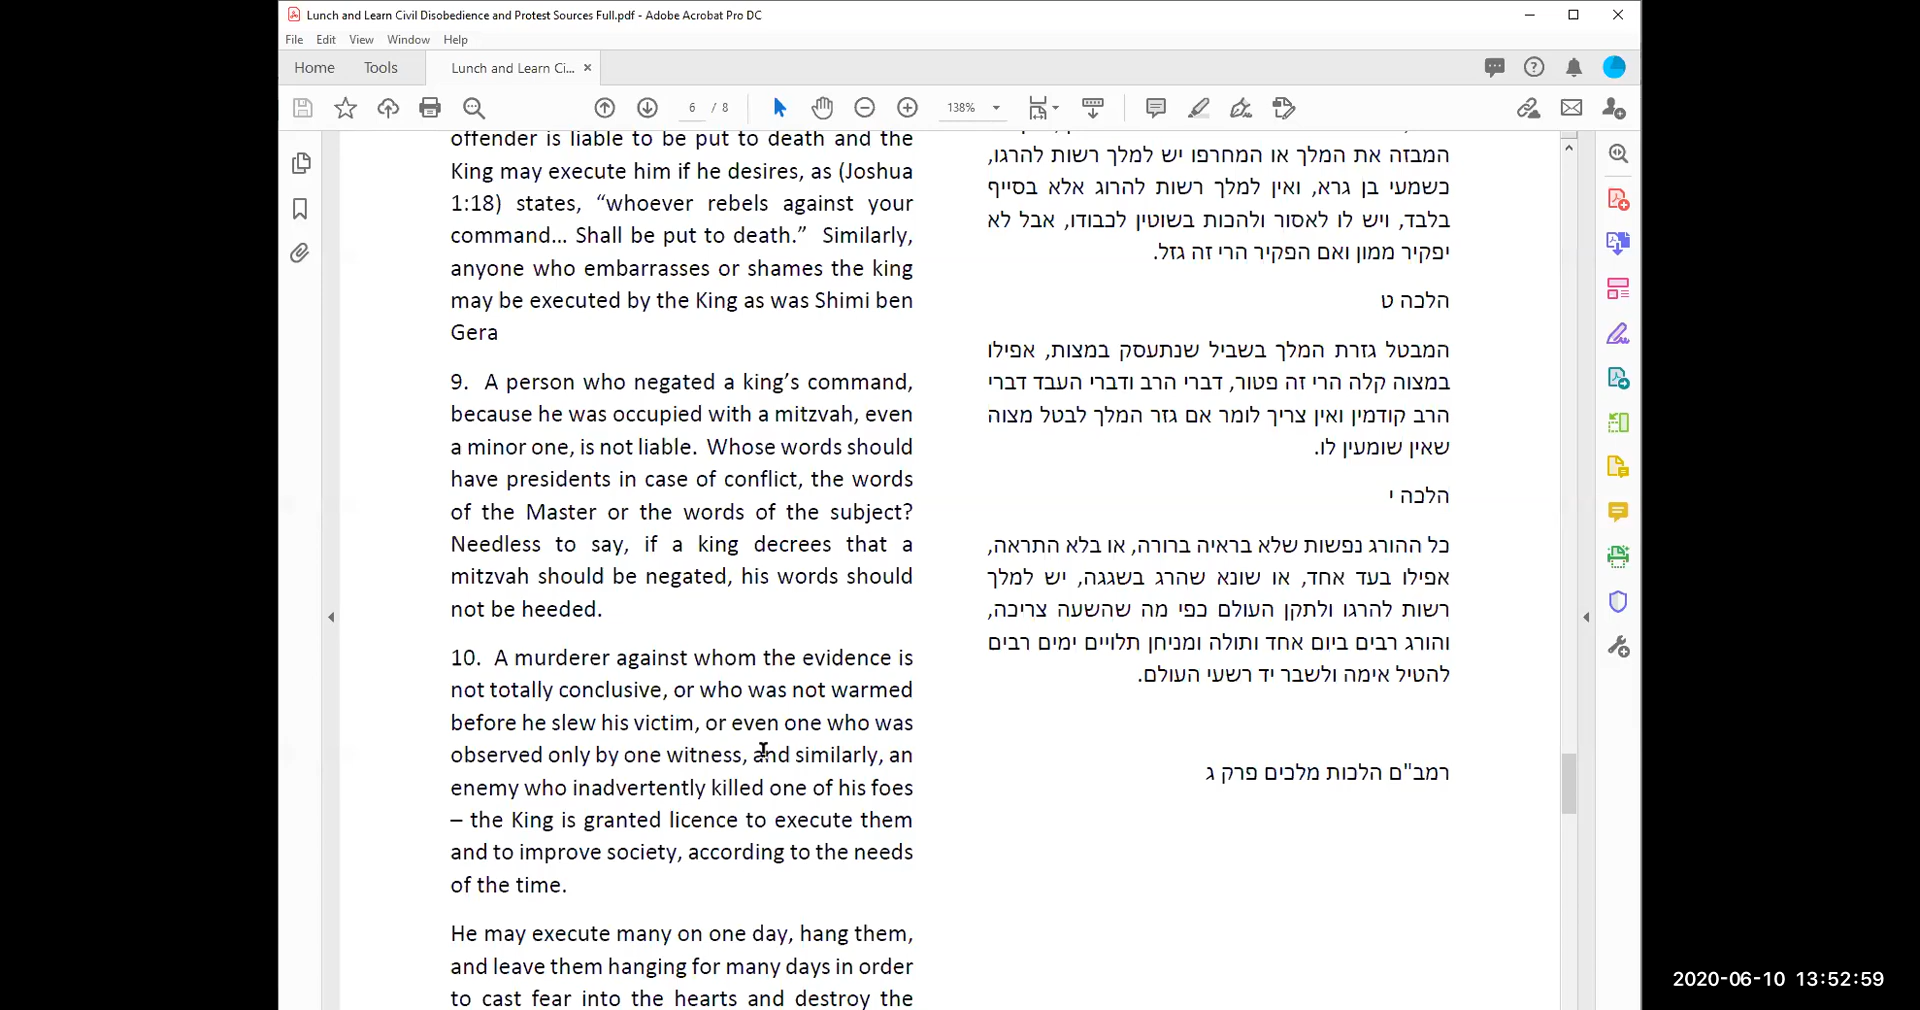 Lunch and Learn Civil Disobedience and Protest Sources Full.pdf - Adobe Acrobat Pro DC
File Edit View Window Help
Home Tools Lunch and Learn Ci... ×
6 / 8 138%
offender is liable to be put to death and the
King may execute him if he desires, as (Joshua
1:18) states, “whoever rebels against your
command... Shall be put to death.” Similarly,
anyone who embarrasses or shames the king
may be executed by the King as was Shimi ben
Gera
9. A person who negated a king’s command,
because he was occupied with a mitzvah, even
a minor one, is not liable. Whose words should
have presidents in case of conflict, the words
of the Master or the words of the subject?
Needless to say, if a king decrees that a
mitzvah should be negated, his words should
not be heeded.
10. A murderer against whom the evidence is
not totally conclusive, or who was not warmed
before he slew his victim, or even one who was
observed only by one witness, and similarly, an
enemy who inadvertently killed one of his foes
– the King is granted licence to execute them
and to improve society, according to the needs
of the time.
He may execute many on one day, hang them,
and leave them hanging for many days in order
to cast fear into the hearts and destroy the
המבזה את המלך או המחרפו יש למלך רשות להרגו,
כשמעי בן גרא, ואין למלך רשות להרוג אלא בסייף
בלבד, ויש לו לאסור ולהכות בשוטין לכבודו, אבל לא
יפקיר ממון ואם הפקיר הרי זה גזל.
הלכה ט
המבטל גזרת המלך בשביל שנתעסק במצות, אפילו
במצוה קלה הרי זה פטור, דברי הרב ודברי העבד דברי
הרב קודמין ואין צריך לומר אם גזר המלך לבטל מצוה
שאין שומעין לו.
הלכה י
כל ההורג נפשות שלא בראיה ברורה, או בלא התראה,
אפילו בעד אחד, או שונא שהרג בשגגה, יש למלך
רשות להרגו ולתקן העולם כפי מה שהשעה צריכה,
והורג רבים ביום אחד ותולה ומניחן תלויים ימים רבים
להטיל אימה ולשבר יד רשעי העולם.
רמב"ם הלכות מלכים פרק ג
2020-06-10 13:52:59